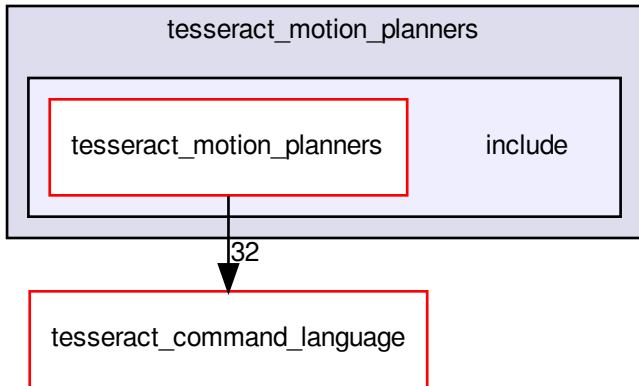 tesseract_motion_planners
tesseract_motion_planners
include
32
tesseract_command_language